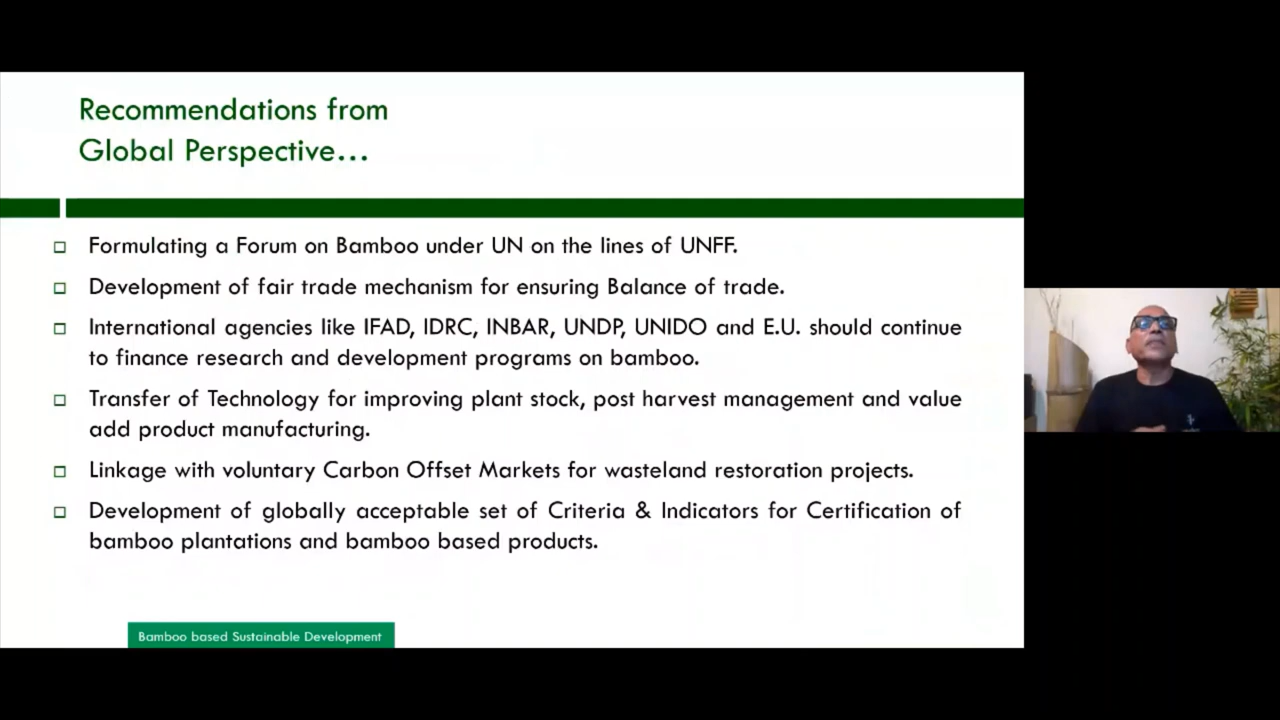 Recommendations from
Global Perspective...
Formulating a Forum on Bamboo under UN on the lines of UNFF.
Development of fair trade mechanism for ensuring Balance of trade.
International agencies like IFAD, IDRC, INBAR, UNDP, UNIDO and E.U. should continue
to finance research and development programs on bamboo.
Transfer of Technology for improving plant stock, post harvest management and value
add product manufacturing.
Linkage with voluntary Carbon Offset Markets for wasteland restoration projects.
Development of globally acceptable set of Criteria & Indicators for Certification of
bamboo plantations and bamboo based products.
Bamboo based Sustainable Development